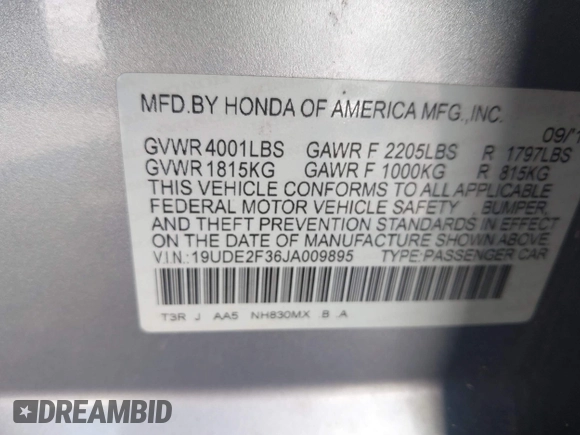 MFD.BY HONDA OF AMERICA MFG.,INC.
09/
GVWR 4001LBS GAWR F 2205LBS R 1797LBS
GVWR 1815KG GAWR F 1000KG R 815KG
THIS VEHICLE CONFORMS TO ALL APPLICABLE
FEDERAL MOTOR VEHICLE SAFETY , BUMPER,
AND THEFT PREVENTION STANDARDS IN EFFECT
ON THE DATE OF MANUFACTURE SHOWN ABOVE.
V.I.N.:19UDE2F36JA009895 TYPE:PASSENGER CAR
T3R J AA5 NH830MX .B .A
DREAMBID